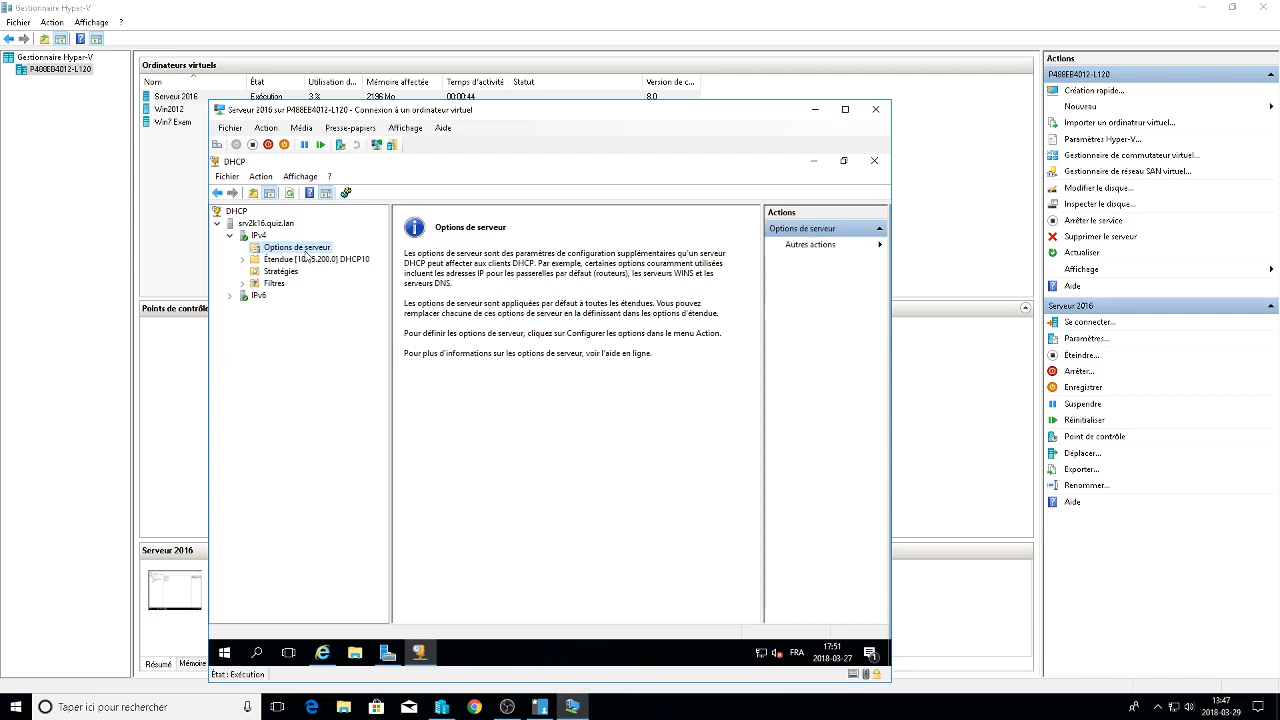 Gestionnaire Hyper-V
Fichier Action Affichage ?
Gestionnaire Hyper-V
P488EB4012-L120
Ordinateurs virtuels
Nom État Utilisation d... Mémoire affectée Temps d'activité Statut Version de c...
Serveur 2016 Exécution 3 % 2196 Mo 00:00:44 8.0
Win2012
Win7 Exam
Points de contrôle
Serveur 2016
Résumé Mémoire
Serveur 2016 sur P488EB4012-L120 - Connexion à un ordinateur virtuel
Fichier Action Média Presse-papiers Affichage Aide
DHCP
Fichier Action Affichage ?
DHCP
srv2k16.quiz.lan
IPv4
Options de serveur
Étendue [10. 5.200.0] DHCP10
Stratégies
Filtres
IPv6
Options de serveur
Les options de serveur sont des paramètres de configuration supplémentaires qu'un serveur
DHCP peut affecter aux clients DHCP. Par exemple, certaines options couramment utilisées
incluent les adresses IP pour les passerelles par défaut (routeurs), les serveurs WINS et les
serveurs DNS.
Les options de serveur sont appliquées par défaut à toutes les étendues. Vous pouvez
remplacer chacune de ces options de serveur en la définissant dans les options d'étendue.
Pour définir les options de serveur, cliquez sur Configurer les options dans le menu Action.
Pour plus d'informations sur les options de serveur, voir l'aide en ligne.
Actions
Options de serveur
Autres actions
FRA
17:51
2018-03-27
1
État : Exécution
Actions
P488EB4012-L120
Création rapide...
Nouveau
Importer un ordinateur virtuel...
Paramètres Hyper-V...
Gestionnaire de commutateur virtuel...
Gestionnaire de réseau SAN virtuel...
Modifier le disque...
Inspecter le disque...
Arrêter le service
Supprimer le serveur
Actualiser
Affichage
Aide
Serveur 2016
Se connecter...
Paramètres...
Éteindre...
Arrêter...
Enregistrer
Suspendre
Réinitialiser
Point de contrôle
Déplacer...
Exporter...
Renommer...
Aide
Taper ici pour rechercher
13:47
2018-03-29